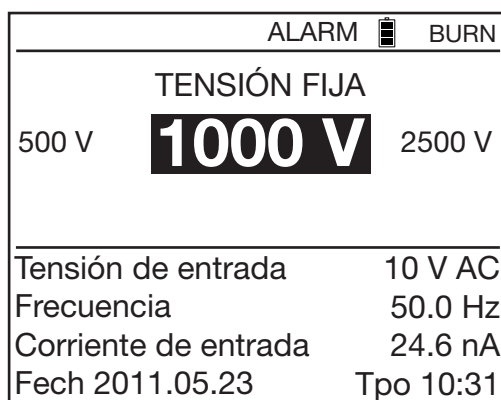 ALARM BURN
TENSIÓN FIJA
500 V 1000 V 2500 V
Tensión de entrada 10 V AC
Frecuencia 50.0 Hz
Corriente de entrada 24.6 nA
Fech 2011.05.23 Tpo 10:31